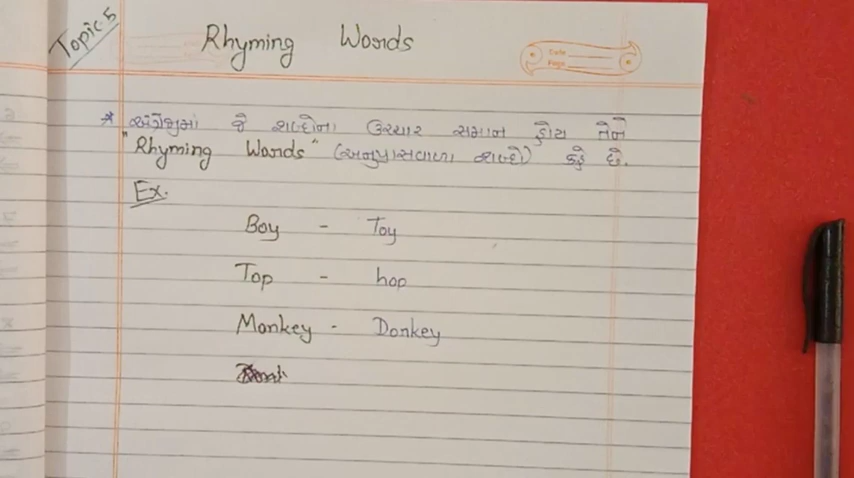 Topic-5
Rhyming Words
Date
Page
* અંગ્રેજીમાં જે શબ્દોના ઉચ્ચાર સમાન હોય તેને
"Rhyming Words" (અનુપ્રાસવાળા શબ્દો) કહે છે.
Ex.
Boy - Toy
Top - hop
Monkey - Donkey